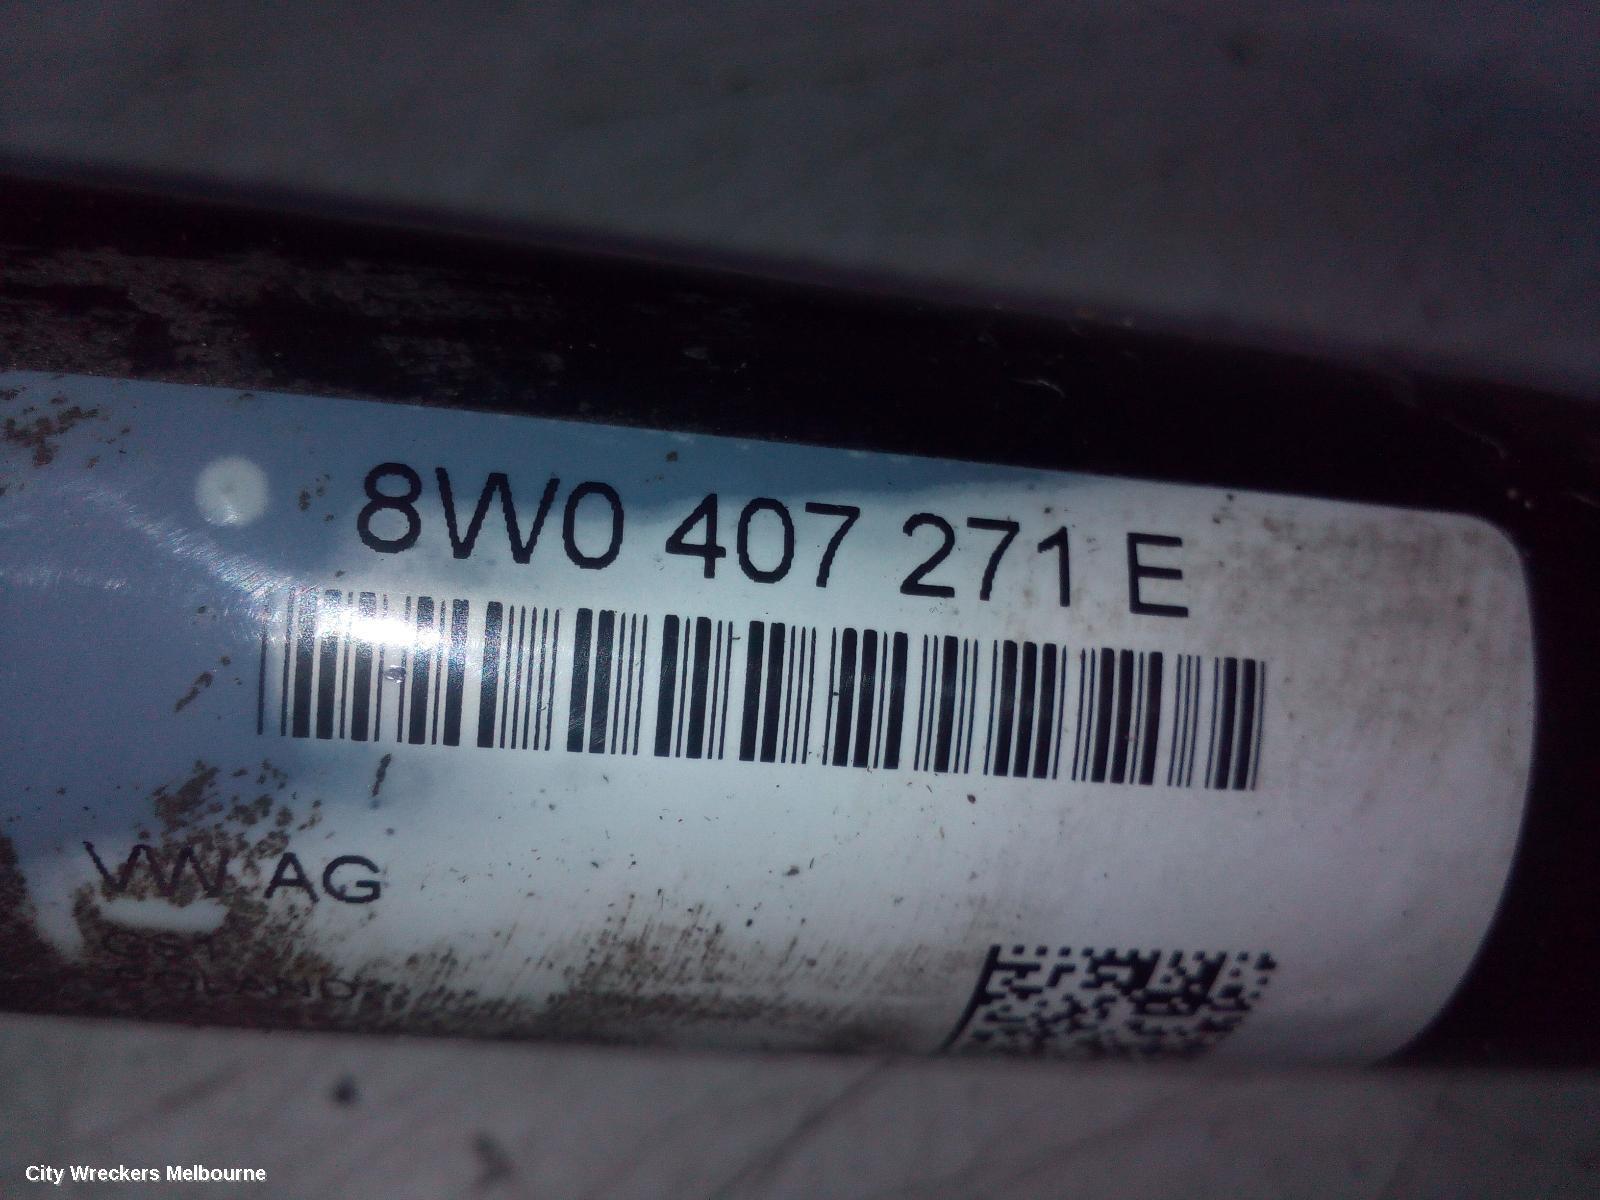 8W0 407 271 E
VW AG
City Wreckers Melbourne